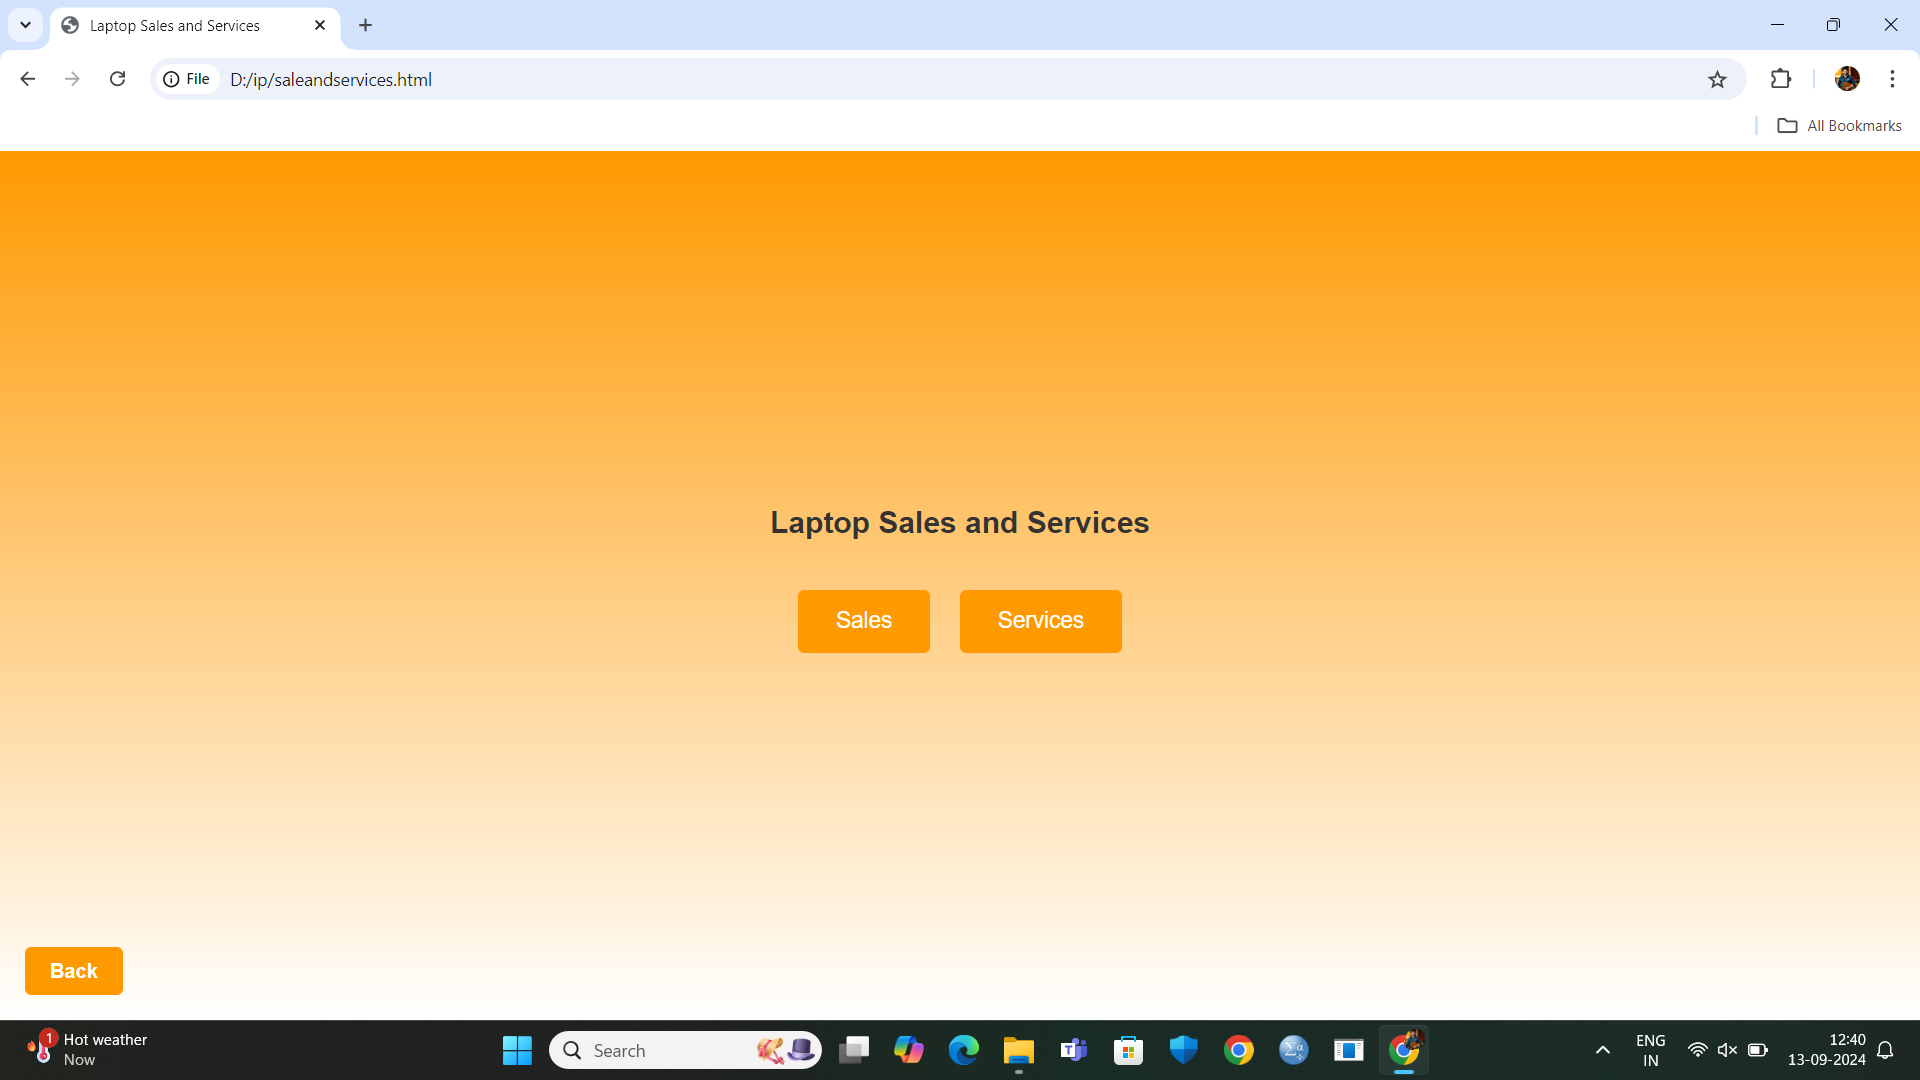 Laptop Sales and Services
File
D:/ip/saleandservices.html
All Bookmarks
Laptop Sales and Services
Sales
Services
Back
1
Hot weather
Now
Search
ENG
IN
12:40
13-09-2024